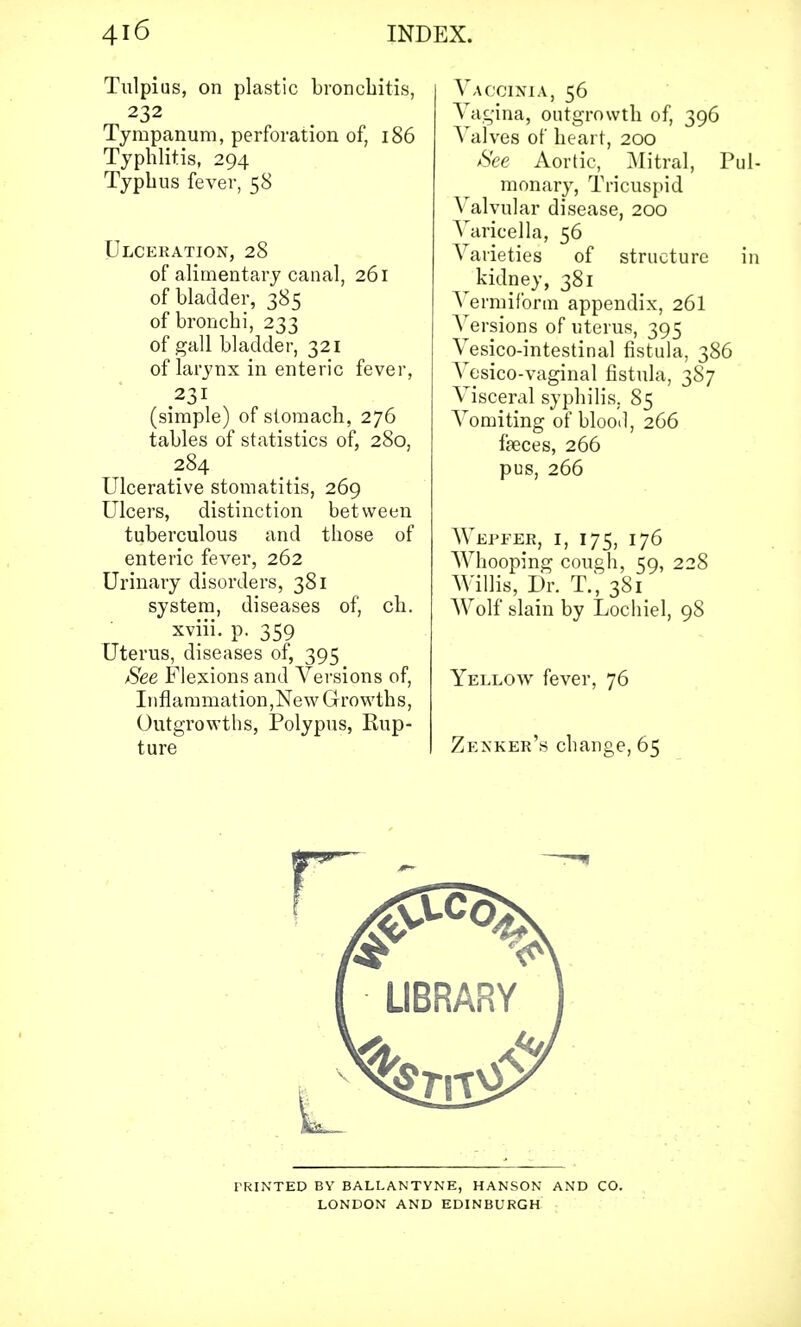 416 INDEX.
Tulpius, on plastic bronchitis,
232
Tympanum, perforation of, 186
Typhlitis, 294
Typhus fever, 58
Ulceration, 28
of alimentary canal, 261
of bladder, 385
of bronchi, 233
of gall bladder, 321
of larynx in enteric fever,
231
(simple) of stomach, 276
tables of statistics of, 280,
284
Ulcerative stomatitis, 269
Ulcers, distinction between
tuberculous and those of
enteric fever, 262
Urinary disorders, 381
system, diseases of, ch.
xviii. p. 359
Uterus, diseases of, 395
See Flexions and Versions of,
Inflammation, New Growths,
Outgrowths, Polypus, Rup-
ture
Vaccinia, 56
Vagina, outgrowth of, 396
Valves of heart, 200
See Aortic, Mitral, Pul-
monary, Tricuspid
Valvular disease, 200
Varicella, 56
Varieties of structure in
kidney, 381
Vermiform appendix, 261
Versions of uterus, 395
Vesico-intestinal fistula, 386
Vesico-vaginal fistula, 387
Visceral syphilis, 85
Vomiting of blood, 266
fæces, 266
pus, 266
Wepfer, 1, 175, 176
Whooping cough, 59, 228
Willis, Dr. T., 381
Wolf slain by Lochiel, 98
Yellow fever, 76
Zenker's change, 65
WELLCOME
LIBRARY
INSTITUTE
PRINTED BY BALLANTYNE, HANSON AND CO.
LONDON AND EDINBURGH